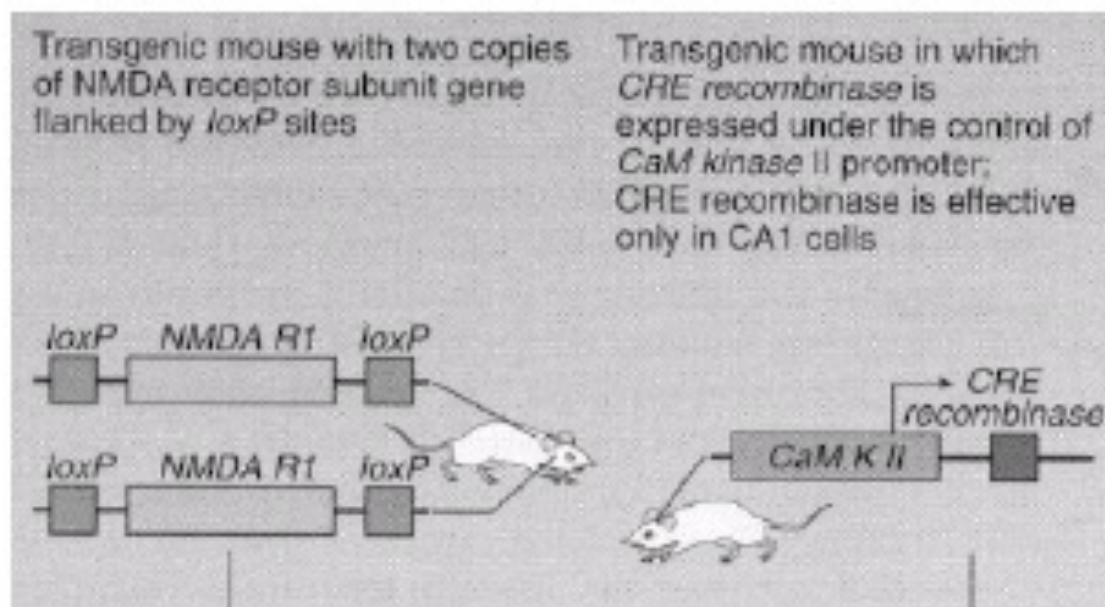 Transgenic mouse with two copies
of NMDA receptor subunit gene
flanked by loxP sites
Transgenic mouse in which
CRE recombinase is
expressed under the control of
CaM kinase II promoter;
CRE recombinase is effective
only in CA1 cells
loxP NMDA R1 loxP
loxP NMDA R1 loxP
CRE
recombinase
CaM K II